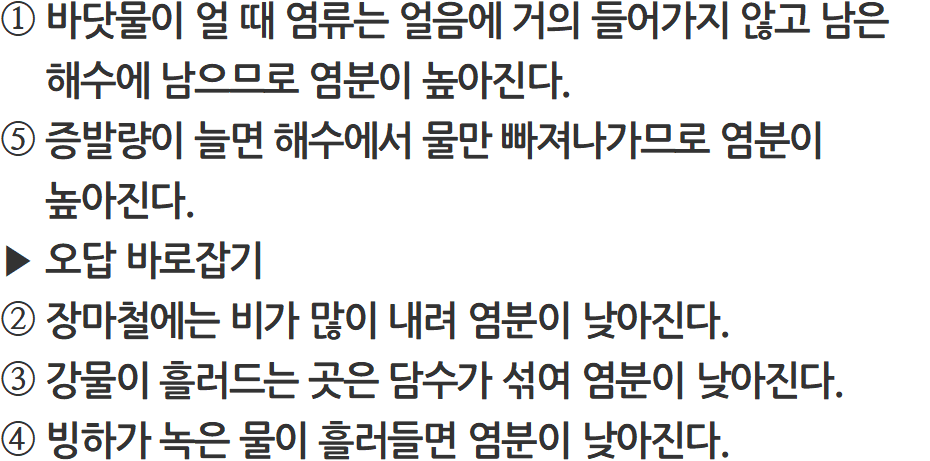 ① 바닷물이 얼 때 염류는 얼음에 거의 들어가지 않고 남은
해수에 남으므로 염분이 높아진다.
⑤ 증발량이 늘면 해수에서 물만 빠져나가므로 염분이
높아진다.
▶ 오답 바로잡기
② 장마철에는 비가 많이 내려 염분이 낮아진다.
③ 강물이 흘러드는 곳은 담수가 섞여 염분이 낮아진다.
④ 빙하가 녹은 물이 흘러들면 염분이 낮아진다.